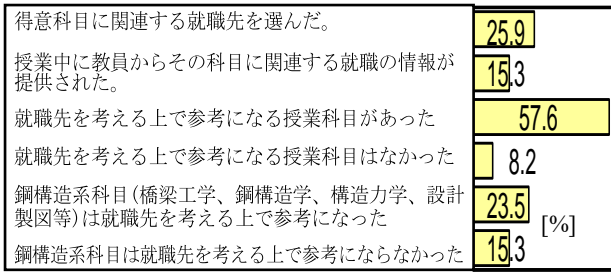 得意科目に関連する就職先を選んだ。
25.9
授業中に教員からその科目に関連する就職の情報が
提供された。
15.3
就職先を考える上で参考になる授業科目があった
57.6
就職先を考える上で参考になる授業科目はなかった
8.2
鋼構造系科目(橋梁工学、鋼構造学、構造力学、設計
製図等)は就職先を考える上で参考になった
23.5
[%]
鋼構造系科目は就職先を考える上で参考にならなかった
15.3